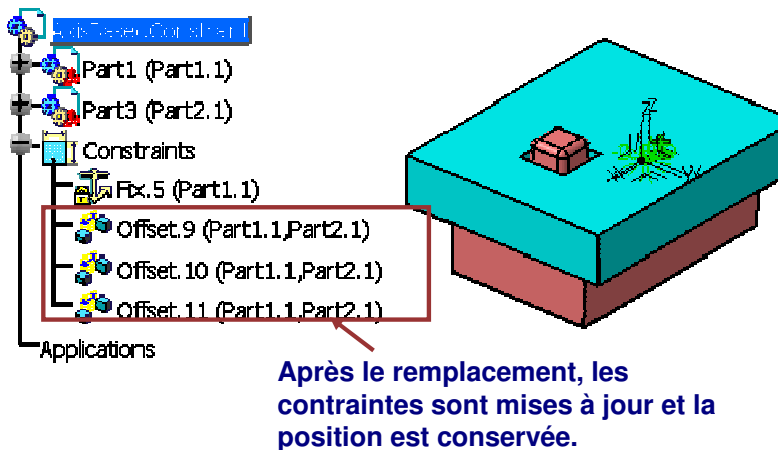 AxisBasedConstraint
Part1 (Part1.1)
Part3 (Part2.1)
Constraints
Fix.5 (Part1.1)
Offset.9 (Part1.1,Part2.1)
Offset.10 (Part1.1,Part2.1)
Offset.11 (Part1.1,Part2.1)
Applications
Z
Après le remplacement, les
contraintes sont mises à jour et la
position est conservée.